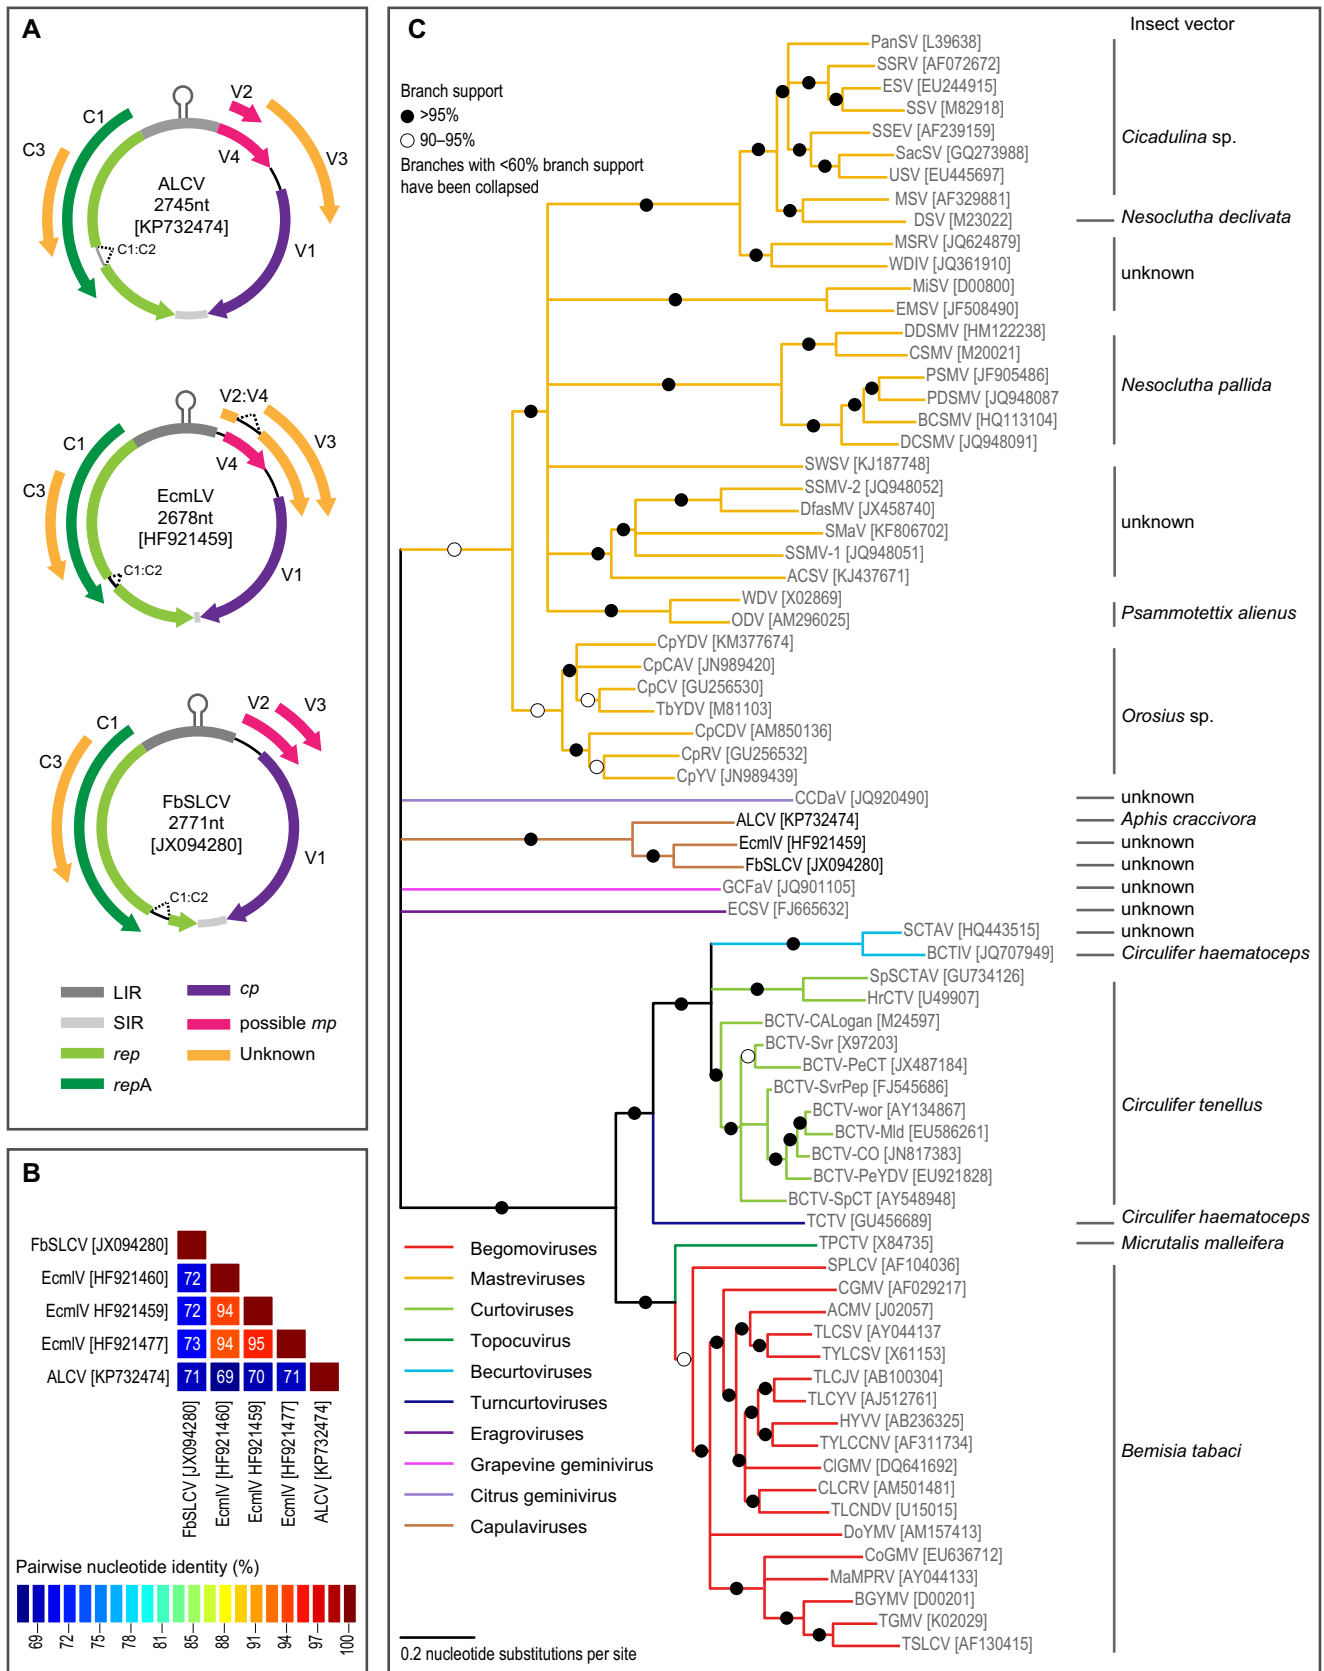 A
V2
C1
V4
C3
V3
ALCV
2745nt
[KP732474]
C1:C2
V1
V2:V4
C1
V3
V4
C3
EcmLV
2678nt
[HF921459]
C1:C2
V1
V2
V3
C1
C3
FbSLCV
2771nt
[JX094280]
V1
C1:C2
LIR
SIR
rep
repA
cp
possible mp
Unknown
B
FbSLCV [JX094280]
EcmlV [HF921460] 72
EcmlV HF921459] 72 94
EcmlV [HF921477] 73 94 95
ALCV [KP732474] 71 69 70 71
FbSLCV [JX094280]
EcmlV [HF921460]
EcmlV HF921459]
EcmlV [HF921477]
ALCV [KP732474]
Pairwise nucleotide identity (%)
69 72 75 78 81 85 88 91 94 97 100
C
Insect vector
Branch support
>95%
90–95%
Branches with <60% branch support
have been collapsed
PanSV [L39638]
SSRV [AF072672]
ESV [EU244915]
SSV [M82918]
SSEV [AF239159]
SacSV [GQ273988]
USV [EU445697]
MSV [AF329881]
DSV [M23022]
MSRV [JQ624879]
WDIV [JQ361910]
MiSV [D00800]
EMSV [JF508490]
DDSMV [HM122238]
CSMV [M20021]
PSMV [JF905486]
PDSMV [JQ948087
BCSMV [HQ113104]
DCSMV [JQ948091]
SWSV [KJ187748]
SSMV-2 [JQ948052]
DfasMV [JX458740]
SMaV [KF806702]
SSMV-1 [JQ948051]
ACSV [KJ437671]
WDV [X02869]
ODV [AM296025]
CpYDV [KM377674]
CpCAV [JN989420]
CpCV [GU256530]
TbYDV [M81103]
CpCDV [AM850136]
CpRV [GU256532]
CpYV [JN989439]
CCDaV [JQ920490]
ALCV [KP732474]
EcmlV [HF921459]
FbSLCV [JX094280]
GCFaV [JQ901105]
ECSV [FJ665632]
SCTAV [HQ443515]
BCTIV [JQ707949]
SpSCTAV [GU734126]
HrCTV [U49907]
BCTV-CALogan [M24597]
BCTV-Svr [X97203]
BCTV-PeCT [JX487184]
BCTV-SvrPep [FJ545686]
BCTV-wor [AY134867]
BCTV-Mld [EU586261]
BCTV-CO [JN817383]
BCTV-PeYDV [EU921828]
BCTV-SpCT [AY548948]
TCTV [GU456689]
TPCTV [X84735]
SPLCV [AF104036]
CGMV [AF029217]
ACMV [J02057]
TLCSV [AY044137
TYLCSV [X61153]
TLCJV [AB100304]
TLCYV [AJ512761]
HYVV [AB236325]
TYLCCNV [AF311734]
ClGMV [DQ641692]
CLCRV [AM501481]
TLCNDV [U15015]
DoYMV [AM157413]
CoGMV [EU636712]
MaMPRV [AY044133]
BGYMV [D00201]
TGMV [K02029]
TSLCV [AF130415]
Cicadulina sp.
Nesoclutha declivata
unknown
Nesoclutha pallida
unknown
Psammotettix alienus
Orosius sp.
unknown
Aphis craccivora
unknown
unknown
unknown
unknown
unknown
Circulifer haematoceps
Circulifer tenellus
Circulifer haematoceps
Micrutalis malleifera
Bemisia tabaci
Begomoviruses
Mastreviruses
Curtoviruses
Topocuvirus
Becurtoviruses
Turncurtoviruses
Eragroviruses
Grapevine geminivirus
Citrus geminivirus
Capulaviruses
0.2 nucleotide substitutions per site